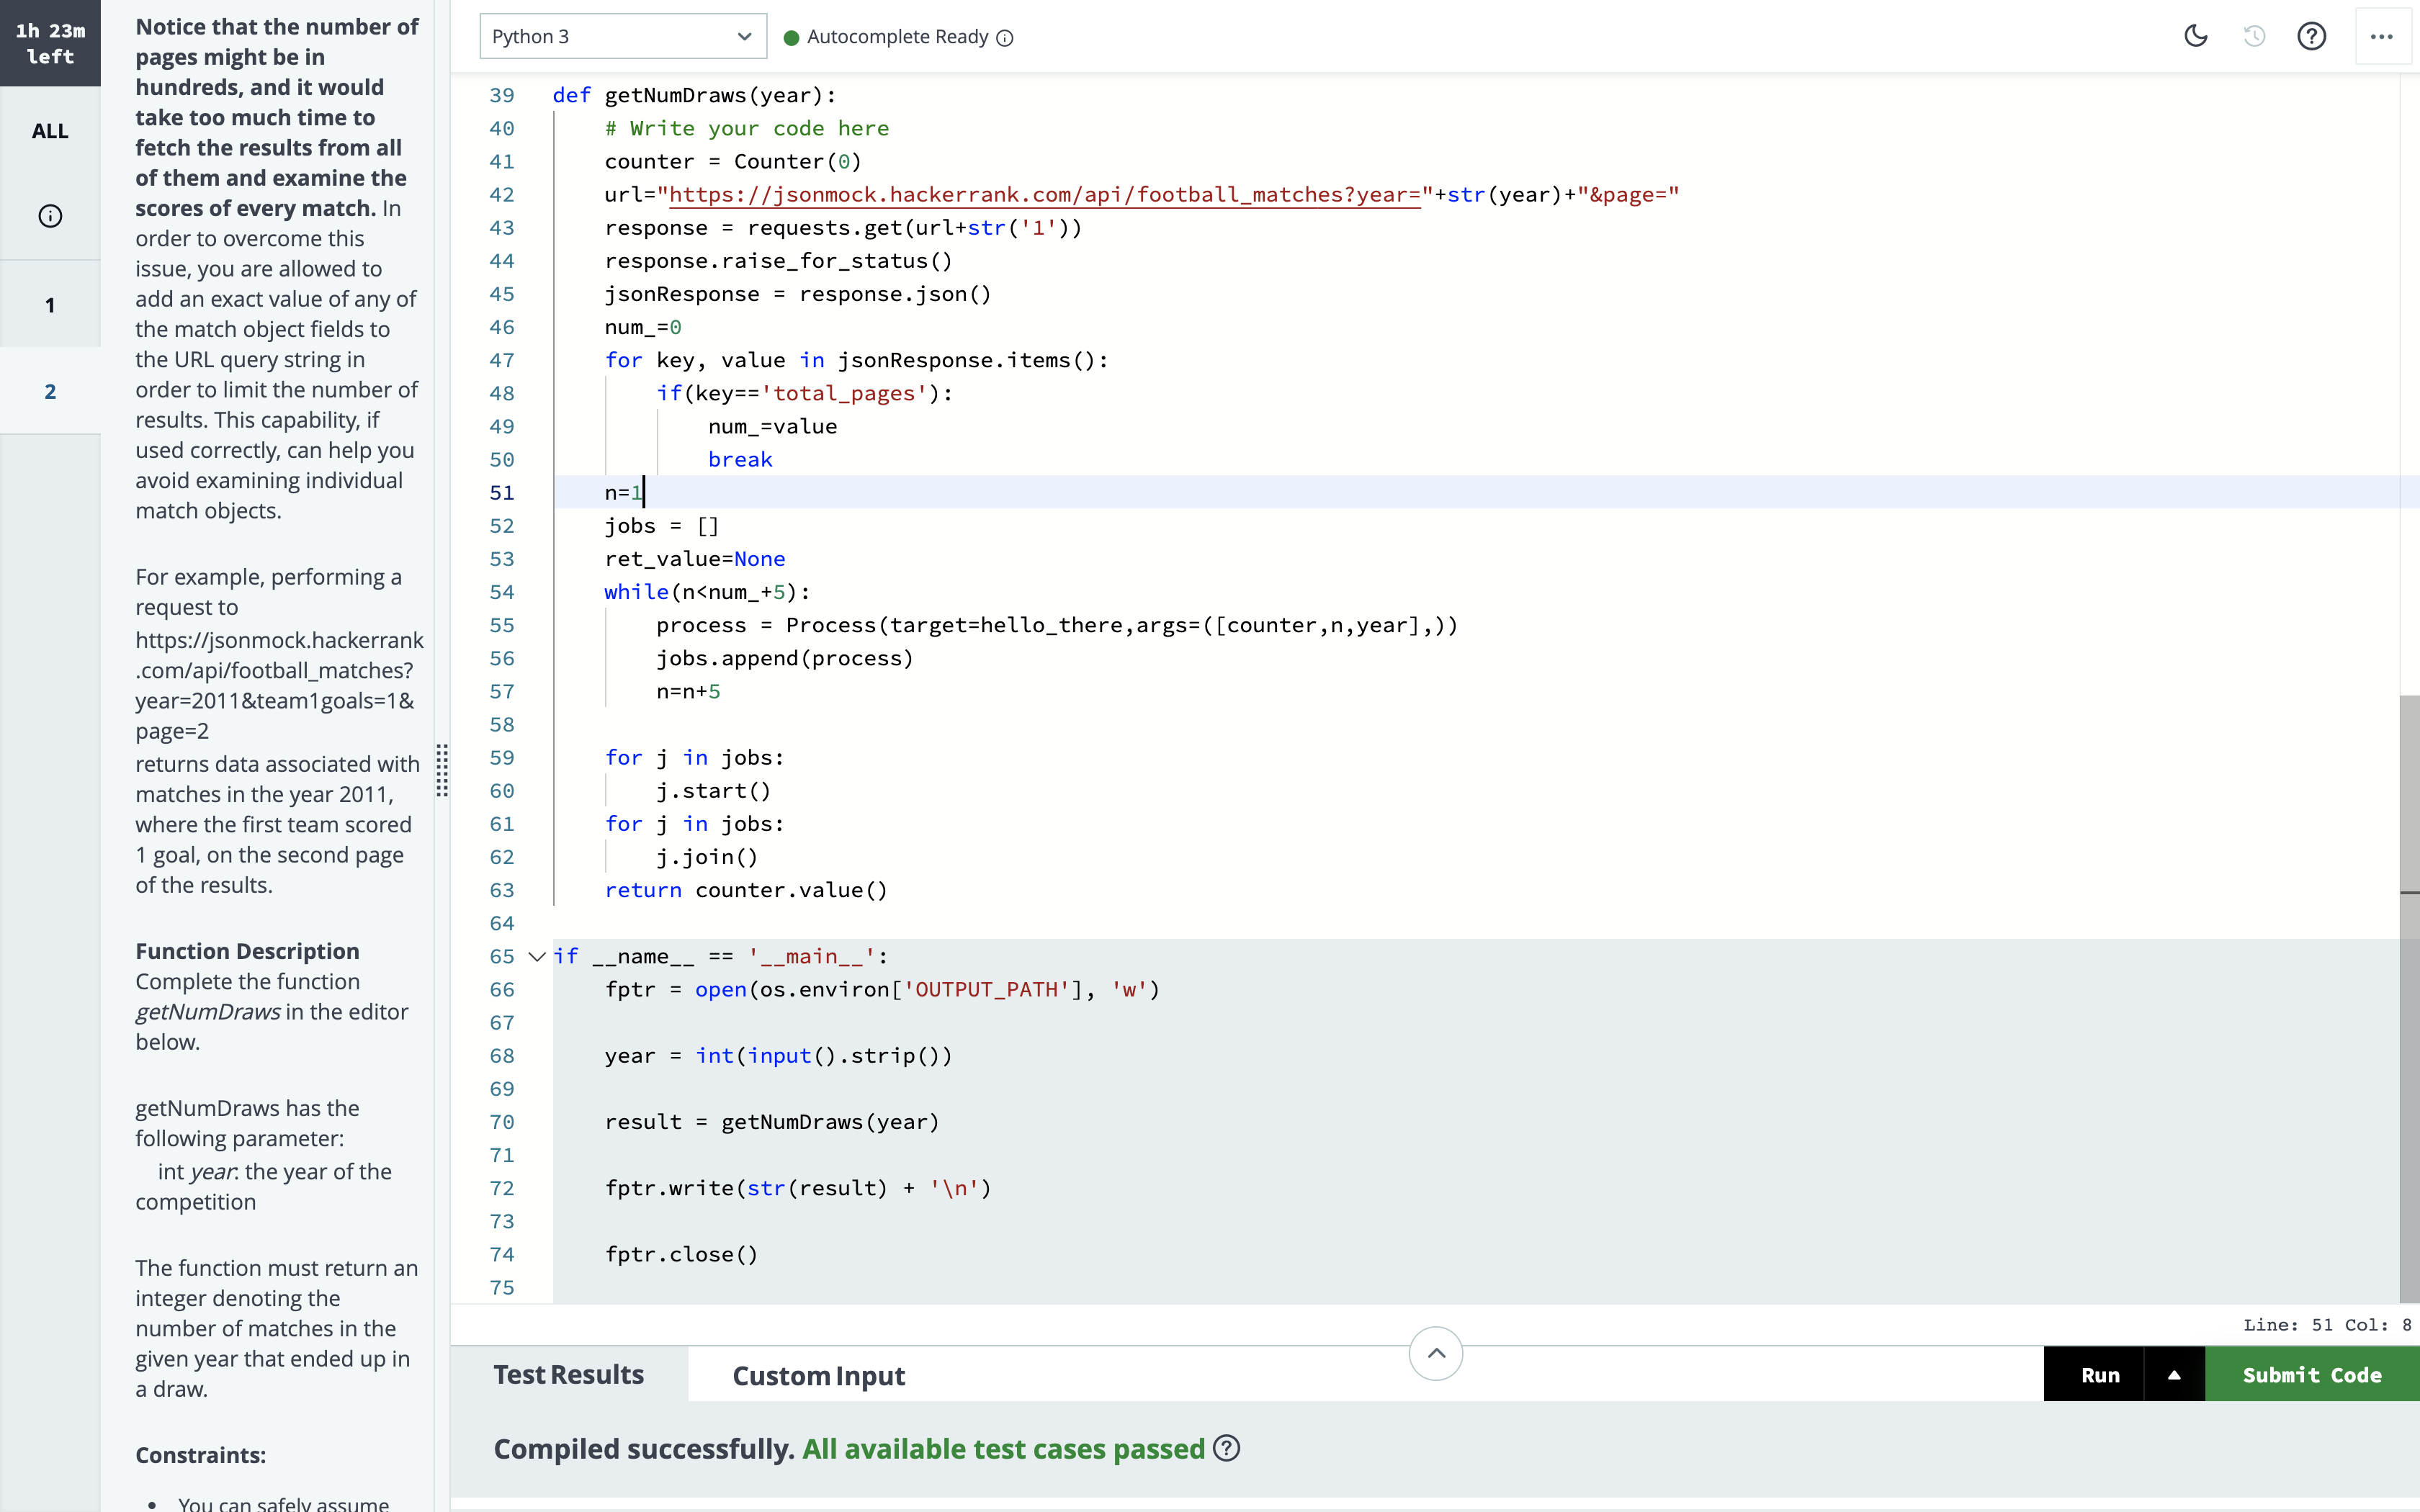 1h 23m
left
ALL
1
2
Notice that the number of
pages might be in
hundreds, and it would
take too much time to
fetch the results from all
of them and examine the
scores of every match. In
order to overcome this
issue, you are allowed to
add an exact value of any of
the match object fields to
the URL query string in
order to limit the number of
results. This capability, if
used correctly, can help you
avoid examining individual
match objects.
For example, performing a
request to
https://jsonmock.hackerrank
.com/api/football_matches?
year=2011&team1goals=1&
page=2
returns data associated with
matches in the year 2011,
where the first team scored
1 goal, on the second page
of the results.
Function Description
Complete the function
getNumDraws in the editor
below.
getNumDraws has the
following parameter:
int year: the year of the
competition
The function must return an
integer denoting the
number of matches in the
given year that ended up in
a draw.
Constraints:
• You can safely assume
Python 3
Autocomplete Ready
39 def getNumDraws(year):
40 # Write your code here
41 counter = Counter(0)
42 url="https://jsonmock.hackerrank.com/api/football_matches?year="+str(year)+"&page="
43 response = requests.get(url+str('1'))
44 response.raise_for_status()
45 jsonResponse = response.json()
46 num_=0
47 for key, value in jsonResponse.items():
48 if(key=='total_pages'):
49 num_=value
50 break
51 n=1
52 jobs = []
53 ret_value=None
54 while(n<num_+5):
55 process = Process(target=hello_there,args=([counter,n,year],))
56 jobs.append(process)
57 n=n+5
58
59 for j in jobs:
60 j.start()
61 for j in jobs:
62 j.join()
63 return counter.value()
64
65 if __name__ == '__main__':
66 fptr = open(os.environ['OUTPUT_PATH'], 'w')
67
68 year = int(input().strip())
69
70 result = getNumDraws(year)
71
72 fptr.write(str(result) + '\n')
73
74 fptr.close()
75
Line: 51 Col: 8
Test Results
Custom Input
Run
Submit Code
Compiled successfully. All available test cases passed